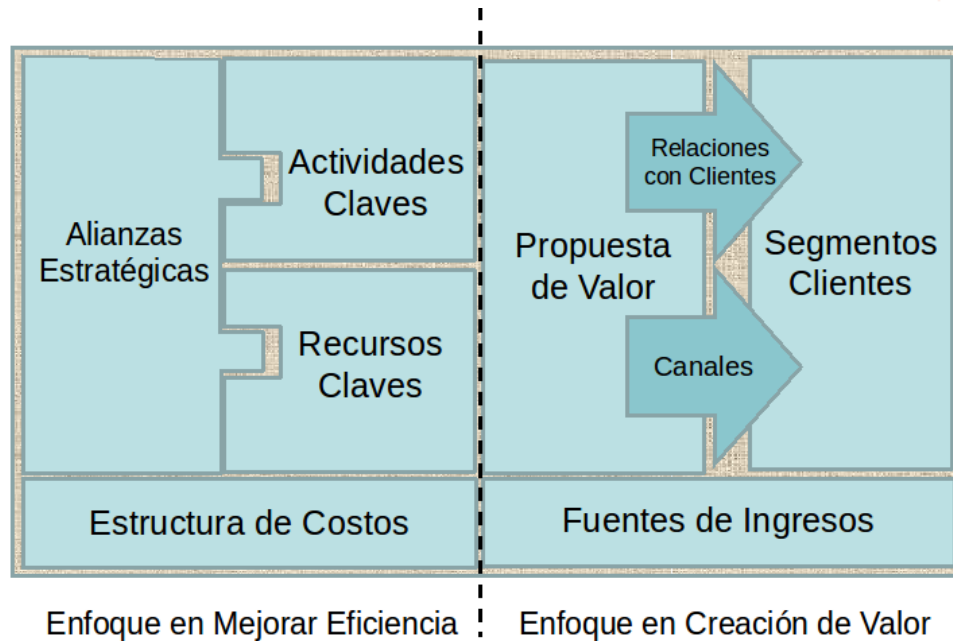 Alianzas
Estratégicas
Actividades
Claves
Recursos
Claves
Propuesta
de Valor
Relaciones
con Clientes
Canales
Segmentos
Clientes
Estructura de Costos
Fuentes de Ingresos
Enfoque en Mejorar Eficiencia
Enfoque en Creación de Valor